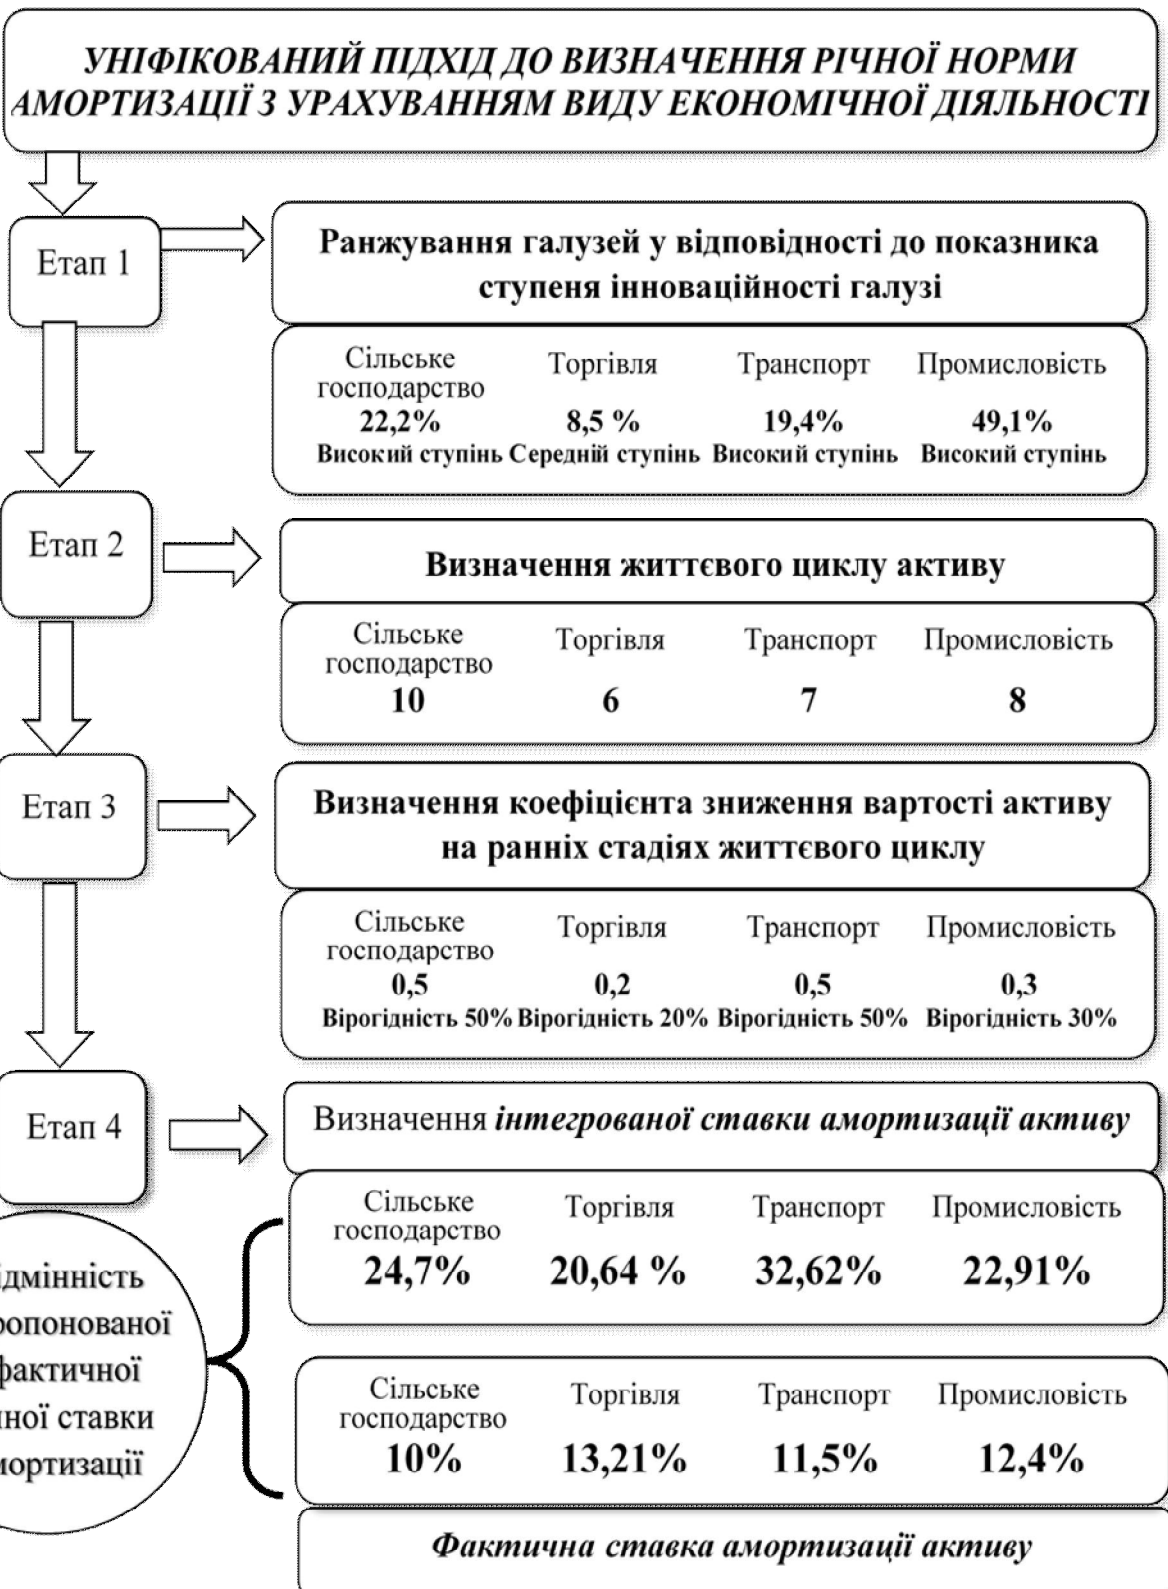 УНІФІКОВАНИЙ ПІДХІД ДО ВИЗНАЧЕННЯ РІЧНОЇ НОРМИ
АМОРТИЗАЦІЇ З УРАХУВАННЯМ ВИДУ ЕКОНОМІЧНОЇ ДІЯЛЬНОСТІ
Етап 1
Ранжування галузей у відповідності до показника
ступеня інноваційності галузі
Сільське
господарство
22,2%
Високий ступінь
Торгівля
8,5 %
Середній ступінь
Транспорт
19,4%
Високий ступінь
Промисловість
49,1%
Високий ступінь
Етап 2
Визначення життєвого циклу активу
Сільське
господарство
10
Торгівля
6
Транспорт
7
Промисловість
8
Етап 3
Визначення коефіцієнта зниження вартості активу
на ранніх стадіях життєвого циклу
Сільське
господарство
0,5
Вірогідність 50%
Торгівля
0,2
Вірогідність 20%
Транспорт
0,5
Вірогідність 50%
Промисловість
0,3
Вірогідність 30%
Етап 4
Визначення інтегрованої ставки амортизації активу
Сільське
господарство
24,7%
Торгівля
20,64 %
Транспорт
32,62%
Промисловість
22,91%
ідмінність
ропонованої
фактичної
ної ставки
мортизації
Сільське
господарство
10%
Торгівля
13,21%
Транспорт
11,5%
Промисловість
12,4%
Фактична ставка амортизації активу